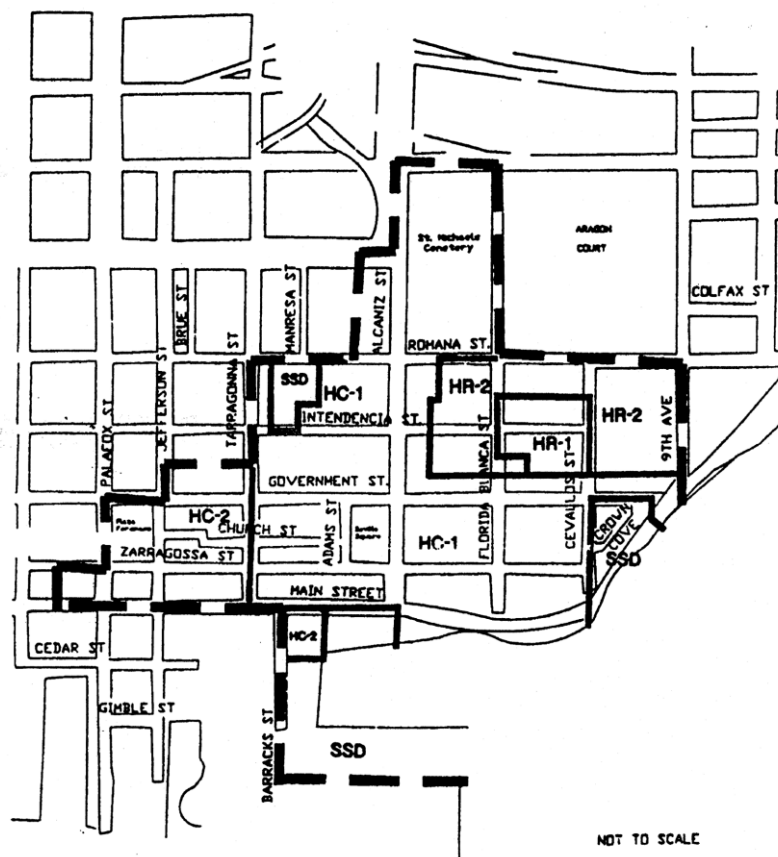 St. Michaels
Cemetery
ARAGON
COURT
COLFAX ST
BRUE ST
MANRESA ST
ALCANIZ ST
ROMANA ST.
JEFFERSON ST
TARRAGONNA ST
PALAFOX ST
SSD
HC-1
INTENDENCIA ST.
HR-2
HR-1
HR-2
9TH AVE
GOVERNMENT ST.
FLORIDA BLANCA ST
CEVALLOS ST
HC-2
CHURCH ST
ZARRAGOSSA ST
ADAMS ST
Seville
Square
HC-1
CROWN
COVE
SSD
MAIN STREET
CEDAR ST
HC-2
GIMBLE ST
BARRACKS ST
SSD
NOT TO SCALE